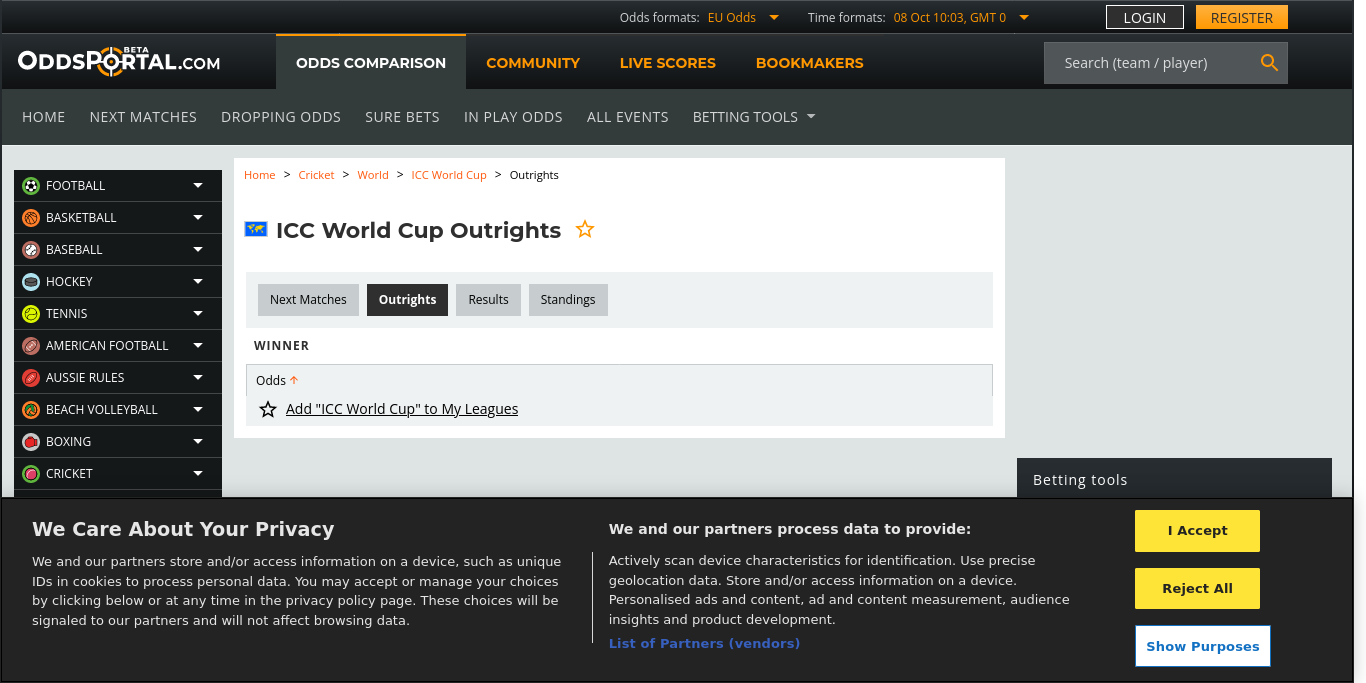 Odds formats: EU Odds Time formats: 08 Oct 10:03, GMT 0 LOGIN REGISTER
ODDSPORTAL.COM BETA ODDS COMPARISON COMMUNITY LIVE SCORES BOOKMAKERS Search (team / player)
HOME NEXT MATCHES DROPPING ODDS SURE BETS IN PLAY ODDS ALL EVENTS BETTING TOOLS
FOOTBALL
BASKETBALL
BASEBALL
HOCKEY
TENNIS
AMERICAN FOOTBALL
AUSSIE RULES
BEACH VOLLEYBALL
BOXING
CRICKET
Home > Cricket > World > ICC World Cup > Outrights
ICC World Cup Outrights
Next Matches Outrights Results Standings
WINNER
Odds
Add "ICC World Cup" to My Leagues
Betting tools
We Care About Your Privacy
We and our partners store and/or access information on a device, such as unique
IDs in cookies to process personal data. You may accept or manage your choices
by clicking below or at any time in the privacy policy page. These choices will be
signaled to our partners and will not affect browsing data.
We and our partners process data to provide:
Actively scan device characteristics for identification. Use precise
geolocation data. Store and/or access information on a device.
Personalised ads and content, ad and content measurement, audience
insights and product development.
List of Partners (vendors)
I Accept
Reject All
Show Purposes